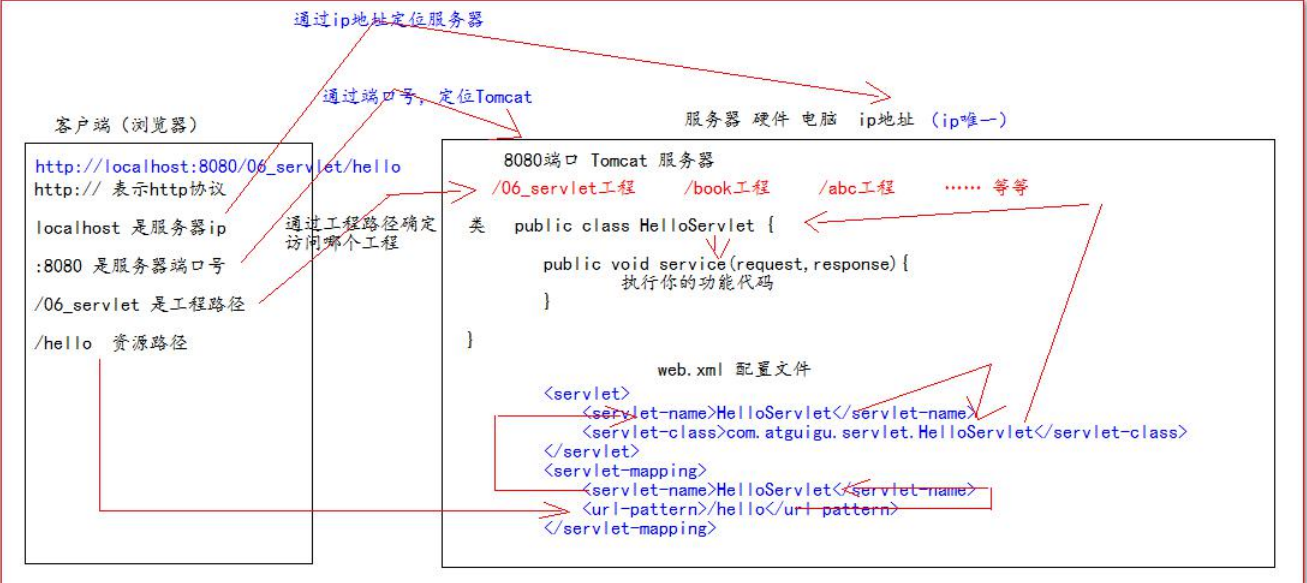 通过ip地址定位服务器
通过端口号，定位Tomcat
客户端（浏览器）
服务器 硬件 电脑 ip地址 （ip唯一）
http://localhost:8080/06_servlet/hello
http:// 表示http协议
localhost 是服务器ip
:8080 是服务器端口号
/06_servlet 是工程路径
/hello 资源路径
通过工程路径确定
访问哪个工程
8080端口 Tomcat 服务器
/06_servlet工程 /book工程 /abc工程 …… 等等
类 public class HelloServlet {
public void service(request,response){
执行你的功能代码
}
}
web.xml 配置文件
<servlet>
<servlet-name>HelloServlet</servlet-name>
<servlet-class>com.atguigu.servlet.HelloServlet</servlet-class>
</servlet>
<servlet-mapping>
<servlet-name>HelloServlet</servlet-name>
<url-pattern>/hello</url-pattern>
</servlet-mapping>